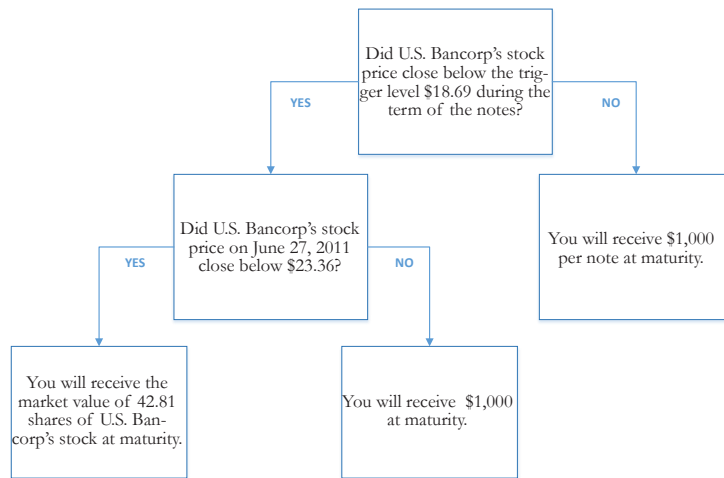 Did U.S. Bancorp's stock
price close below the trig-
ger level $18.69 during the
term of the notes?
YES
NO
Did U.S. Bancorp's stock
price on June 27, 2011
close below $23.36?
You will receive $1,000
per note at maturity.
YES
NO
You will receive the
market value of 42.81
shares of U.S. Ban-
corp's stock at maturity.
You will receive $1,000
at maturity.